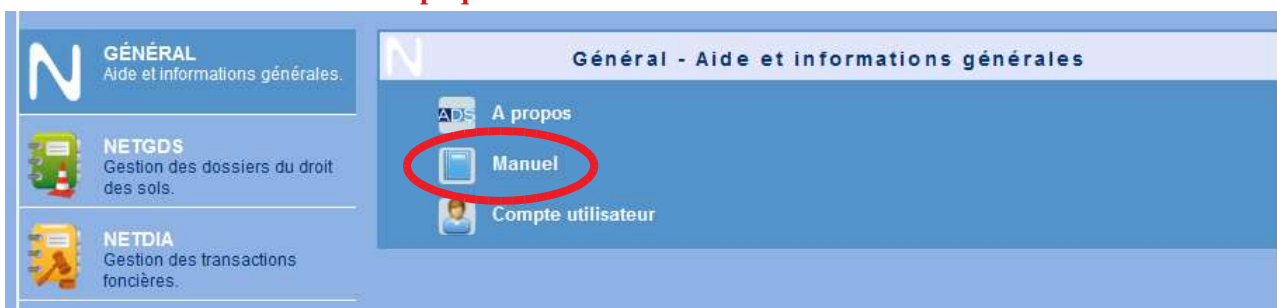 GÉNÉRAL
Aide et informations générales.
NETGDS
Gestion des dossiers du droit
des sols.
NETDIA
Gestion des transactions
foncières.
Général - Aide et informations générales
ADS A propos
Manuel
Compte utilisateur